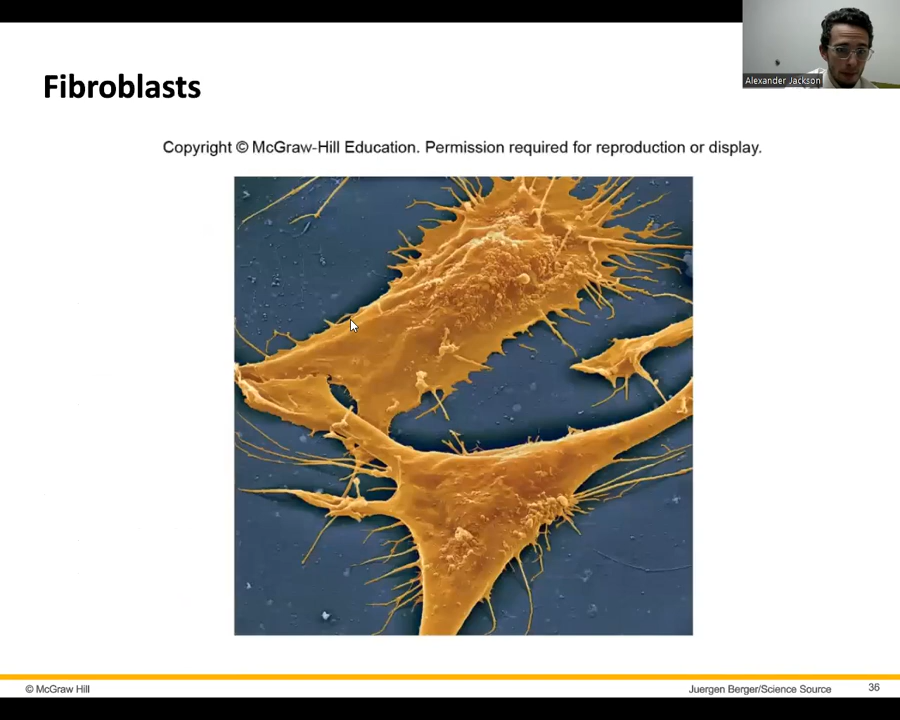 Alexander Jackson
Fibroblasts
Copyright © McGraw-Hill Education. Permission required for reproduction or display.
© McGraw Hill
Juergen Berger/Science Source
36